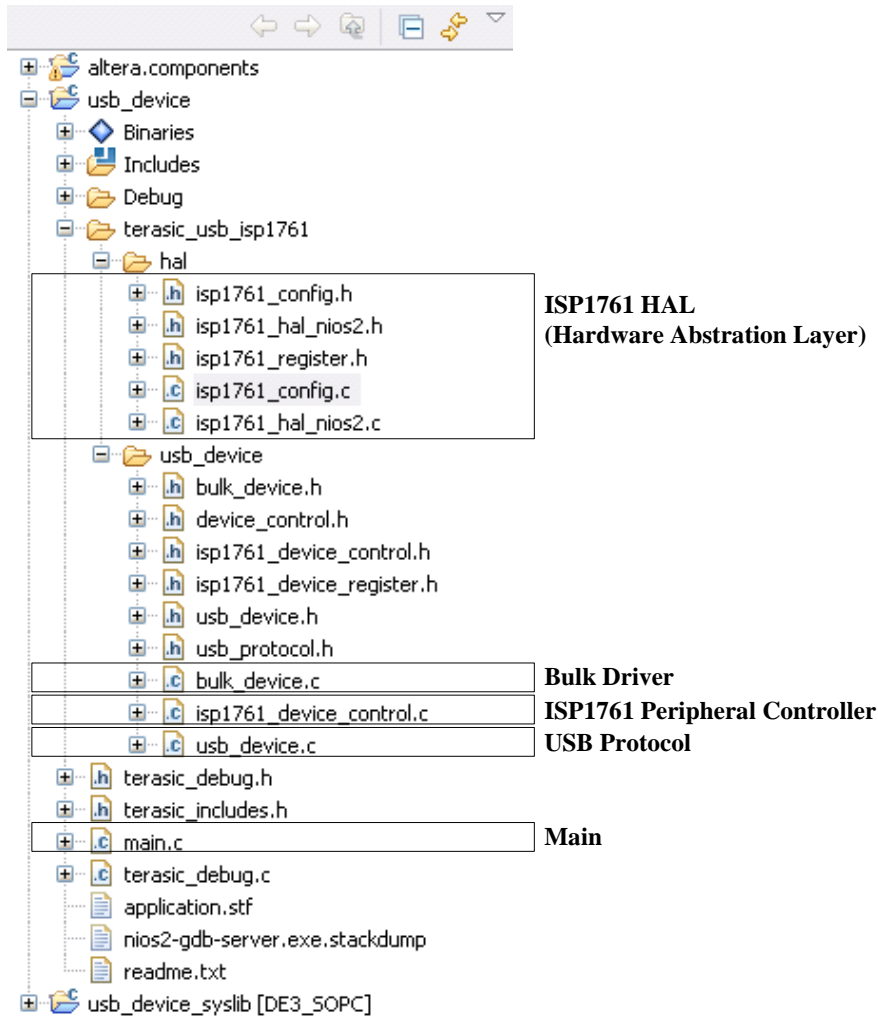 altera.components
usb_device
Binaries
Includes
Debug
terasic_usb_isp1761
hal
isp1761_config.h
isp1761_hal_nios2.h
isp1761_register.h
isp1761_config.c
isp1761_hal_nios2.c
ISP1761 HAL
(Hardware Abstration Layer)
usb_device
bulk_device.h
device_control.h
isp1761_device_control.h
isp1761_device_register.h
usb_device.h
usb_protocol.h
bulk_device.c Bulk Driver
isp1761_device_control.c ISP1761 Peripheral Controller
usb_device.c USB Protocol
terasic_debug.h
terasic_includes.h
main.c Main
terasic_debug.c
application.stf
nios2-gdb-server.exe.stackdump
readme.txt
usb_device_syslib [DE3_SOPC]